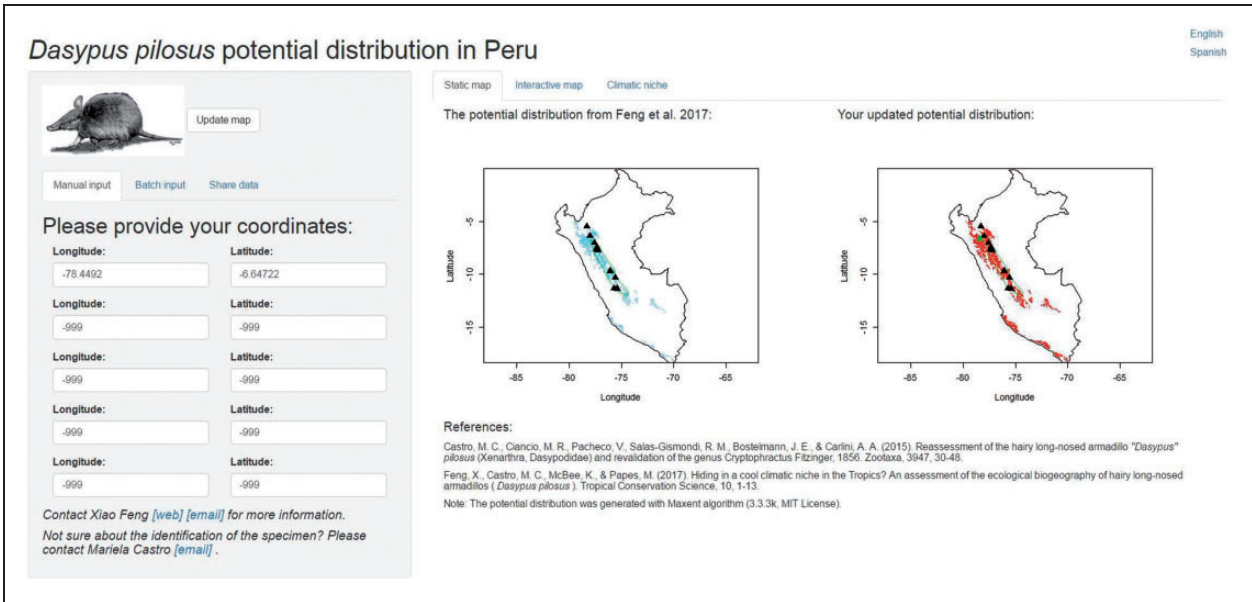 Dasypus pilosus potential distribution in Peru
English
Spanish
Update map
Manual input
Batch input
Share data
Please provide your coordinates:
Longitude:
Latitude:
-78.4492
-6.64722
Longitude:
Latitude:
-999
-999
Longitude:
Latitude:
-999
-999
Longitude:
Latitude:
-999
-999
Longitude:
Latitude:
-999
-999
Contact Xiao Feng [web] [email] for more information.
Not sure about the identification of the specimen? Please
contact Mariela Castro [email] .
Static map
Interactive map
Climatic niche
The potential distribution from Feng et al. 2017:
Your updated potential distribution:
Latitude
-5
-10
-15
-85
-80
-75
-70
-65
Longitude
Latitude
-5
-10
-15
-85
-80
-75
-70
-65
Longitude
References:
Castro, M. C., Ciancio, M. R., Pacheco, V., Salas-Gismondi, R. M., Bostelmann, J. E., & Carlini, A. A. (2015). Reassessment of the hairy long-nosed armadillo "Dasypus"
pilosus (Xenarthra, Dasypodidae) and revalidation of the genus Cryptophractus Fitzinger, 1856. Zootaxa, 3947, 30-48.
Feng, X., Castro, M. C., McBee, K., & Papes, M. (2017). Hiding in a cool climatic niche in the Tropics? An assessment of the ecological biogeography of hairy long-nosed
armadillos ( Dasypus pilosus ). Tropical Conservation Science, 10, 1-13.
Note: The potential distribution was generated with Maxent algorithm (3.3.3k, MIT License).